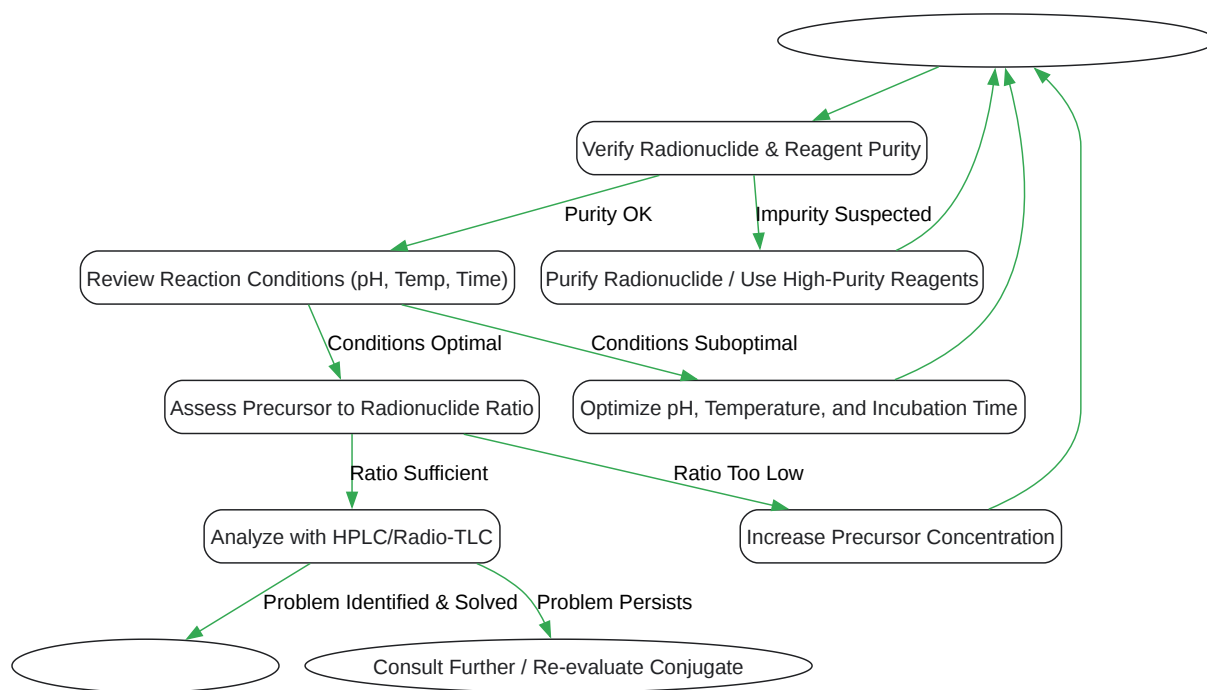 Verify Radionuclide & Reagent Purity
Purity OK
Impurity Suspected
Review Reaction Conditions (pH, Temp, Time)
Purify Radionuclide / Use High-Purity Reagents
Conditions Optimal
Conditions Suboptimal
Assess Precursor to Radionuclide Ratio
Optimize pH, Temperature, and Incubation Time
Ratio Sufficient
Ratio Too Low
Analyze with HPLC/Radio-TLC
Increase Precursor Concentration
Problem Identified & Solved
Problem Persists
Consult Further / Re-evaluate Conjugate